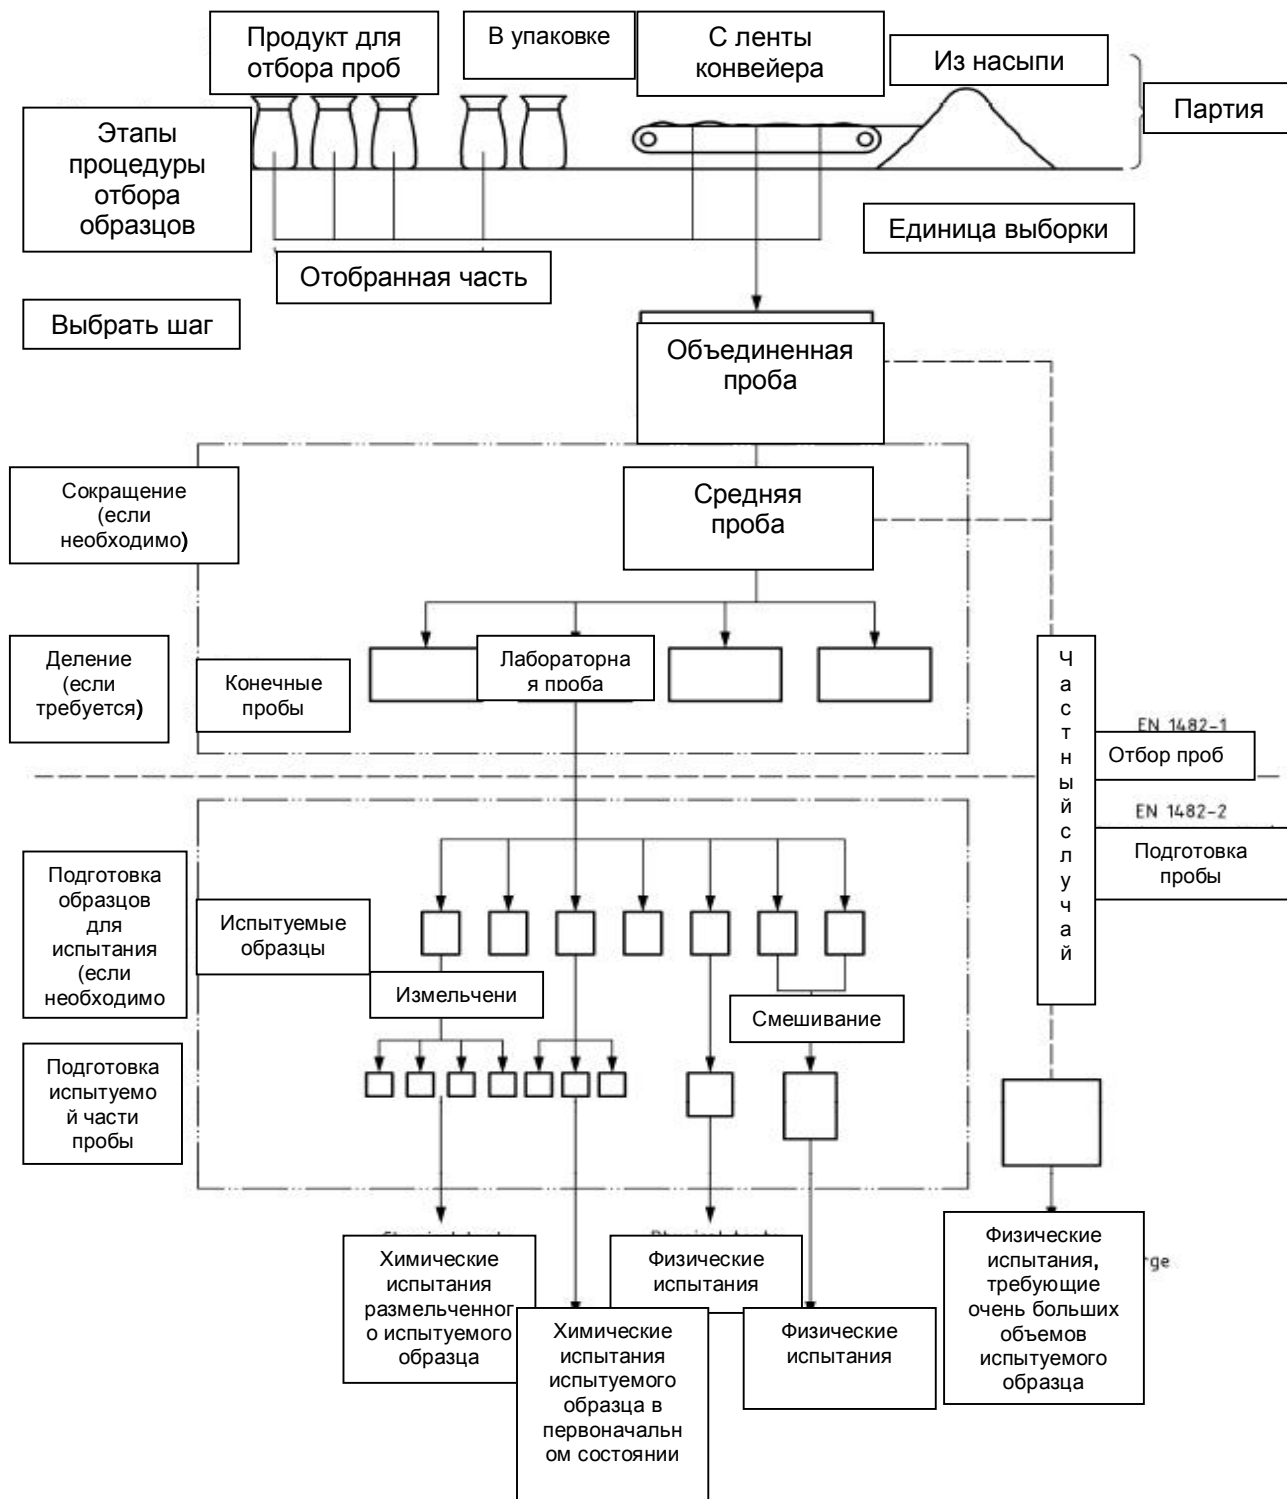 Продукт для
отбора проб
В упаковке
С ленты
конвейера
Из насыпи
Партия
Этапы
процедуры
отбора
образцов
Единица выборки
Отобранная часть
Выбрать шаг
Объединенная
проба
Сокращение
(если
необходимо)
Средняя
проба
Деление
(если
требуется)
Конечные
пробы
Лабораторна
я проба
Частный случай
EN 1482-1
Отбор проб
EN 1482-2
Подготовка
пробы
Подготовка
образцов
для
испытания
(если
необходимо
Испытуемые
образцы
Измельчени
Смешивание
Подготовка
испытуемо
й части
пробы
Химические
испытания
размельченног
о испытуемого
образца
Физические
испытания
Химические
испытания
испытуемого
образца в
первоначальн
ом состоянии
Физические
испытания
Физические
испытания,
требующие
очень больших
объемов
испытуемого
образца
rge